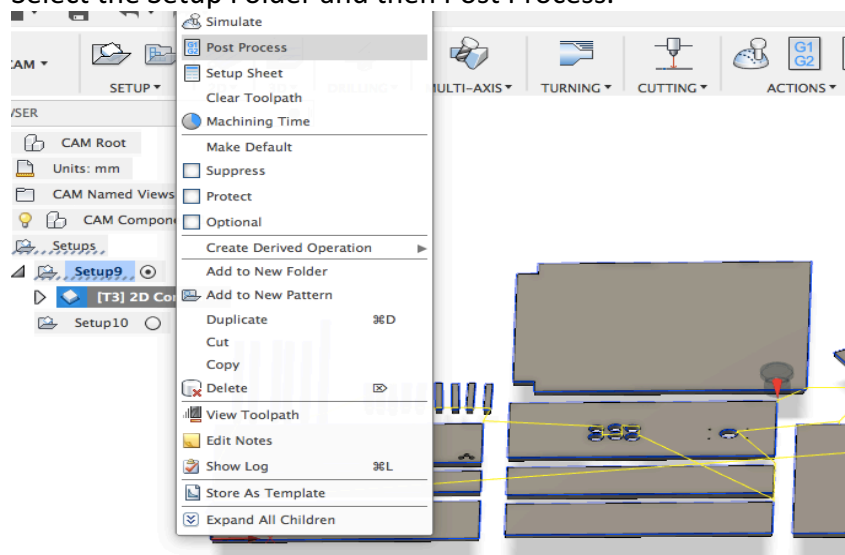 Select the Setup Folder and then Post Process.
Simulate
Post Process
Setup Sheet
Clear Toolpath
Machining Time
Make Default
Suppress
Protect
Optional
Create Derived Operation
Add to New Folder
Add to New Pattern
Duplicate ⌘D
Cut
Copy
Delete ⌦
View Toolpath
Edit Notes
Show Log ⌘L
Store As Template
Expand All Children
CAM
SETUP
MULTI-AXIS
TURNING
CUTTING
G1
G2
ACTIONS
CAM Root
Units: mm
CAM Named Views
CAM Compon
Setups
Setup9
[T3] 2D Co
Setup10